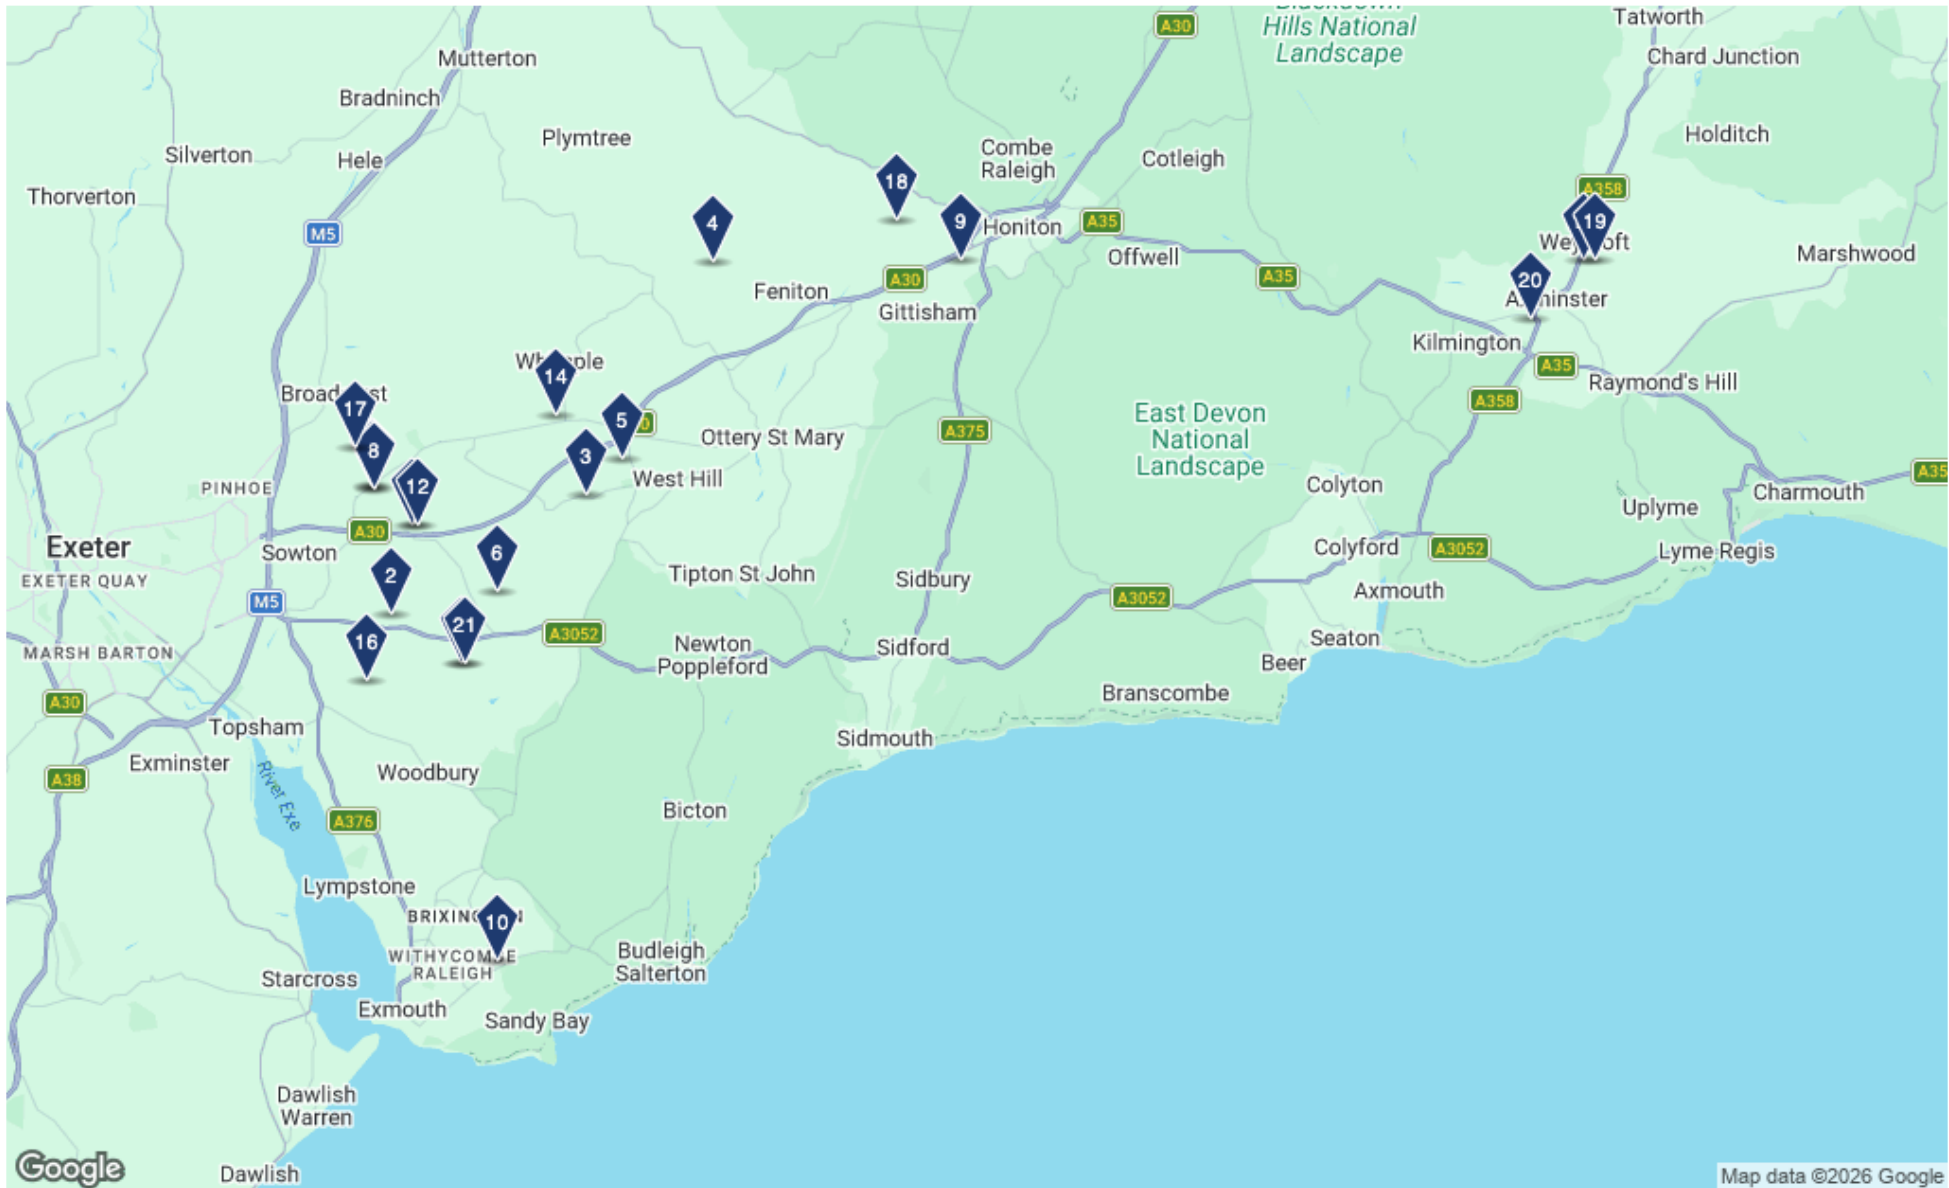 Blackdown
Hills National
Landscape
A30
Tatworth
Chard Junction
Mutterton
Bradninch
Plymtree
Holditch
Silverton
Hele
Combe
Raleigh
Cotleigh
Thorverton
18
A358
4
9
Honiton
A35
19
M5
Offwell
Marshwood
A30
A35
20
Axminster
Feniton
Gittisham
Kilmington
14
A35
Raymond's Hill
17
A358
5
East Devon
National
Landscape
Ottery St Mary
A375
8
3
West Hill
PINHOE
12
Colyton
A35
Charmouth
Uplyme
A30
Exeter
Sowton
6
Colyford
A3052
Lyme Regis
EXETER QUAY
2
Tipton St John
Sidbury
Axmouth
M5
A3052
21
16
A3052
Newton
Poppleford
Sidford
Seaton
MARSH BARTON
Beer
A30
Branscombe
Topsham
Sidmouth
Exminster
Woodbury
A38
River Exe
A376
Bicton
Lympstone
10
WITHYCOMBE
RALEIGH
Budleigh
Salterton
Starcross
Exmouth
Sandy Bay
Dawlish
Warren
Dawlish
Google
Map data ©2026 Google